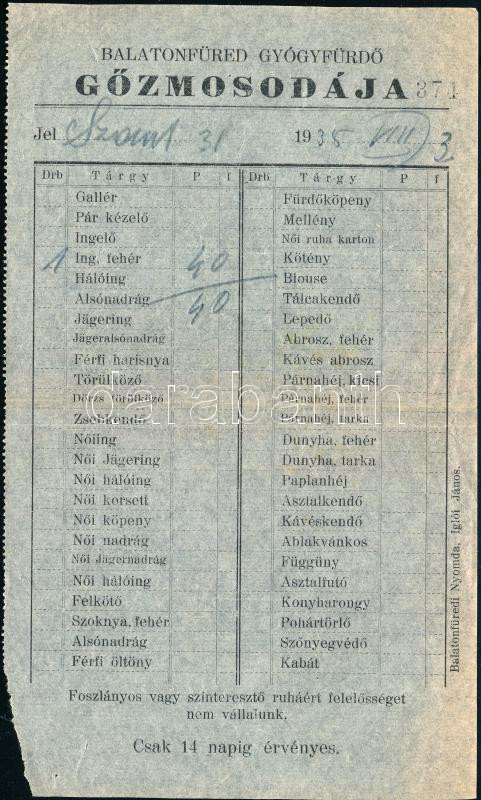 BALATONFÜRED GYÓGYFÜRDŐ
GŐZMOSODÁJA 374
Jel Szant 31 1938 VIII 3
Drb Tárgy P f Drb Tárgy P f
Gallér Fürdőköpeny
Pár kézelő Mellény
Ingelő Női ruha karton
1 Ing, fehér 40 Kötény
Hálóing Blouse
Alsónadrág 40 Tálcakendő
Jägering Lepedő
Jägeralsónadrág Abrosz, fehér
Férfi harisnya Kávés abrosz
Törülköző Párnahéj, kicsi
Dörzs törölköző Párnahéj, fehér
Zsebkendő Párnahéj, tarka
Nőiing Dunyha, fehér
Női Jägering Dunyha, tarka
Női hálóing Paplanhéj
Női korsett Asztalkendő
Női köpeny Kávéskendő
Női nadrág Ablakvánkos
Női Jägernadrág Függüny
Női hálóing Asztalfutó
Felkötő Konyharongy
Szoknya, fehér Pohártörlő
Alsónadrág Szőnyegvédő
Férfi öltöny Kabát
Balatonfüredi Nyomda, Iglói János.
Foszlányos vagy színteresztő ruháért felelősséget
nem vállalunk.
Csak 14 napig érvényes.
darabanth